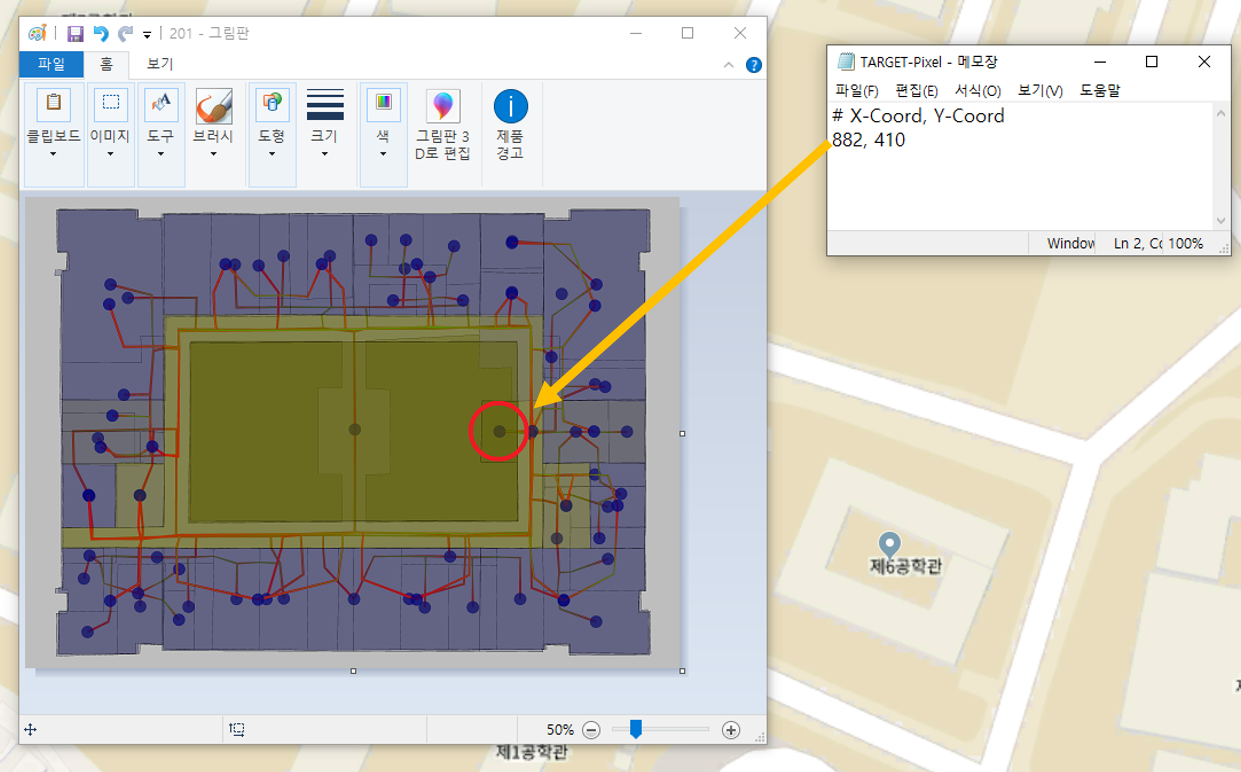 201 - 그림판
파일
홈
보기
클립보드
이미지
도구
브러시
도형
크기
색
그림판 3
D로 편집
제품
경고
50%
TARGET-Pixel - 메모장
파일(F)
편집(E)
서식(O)
보기(V)
도움말
# X-Coord, Y-Coord
882, 410
Window
Ln 2, Co
100%
제6공학관
제1공학관